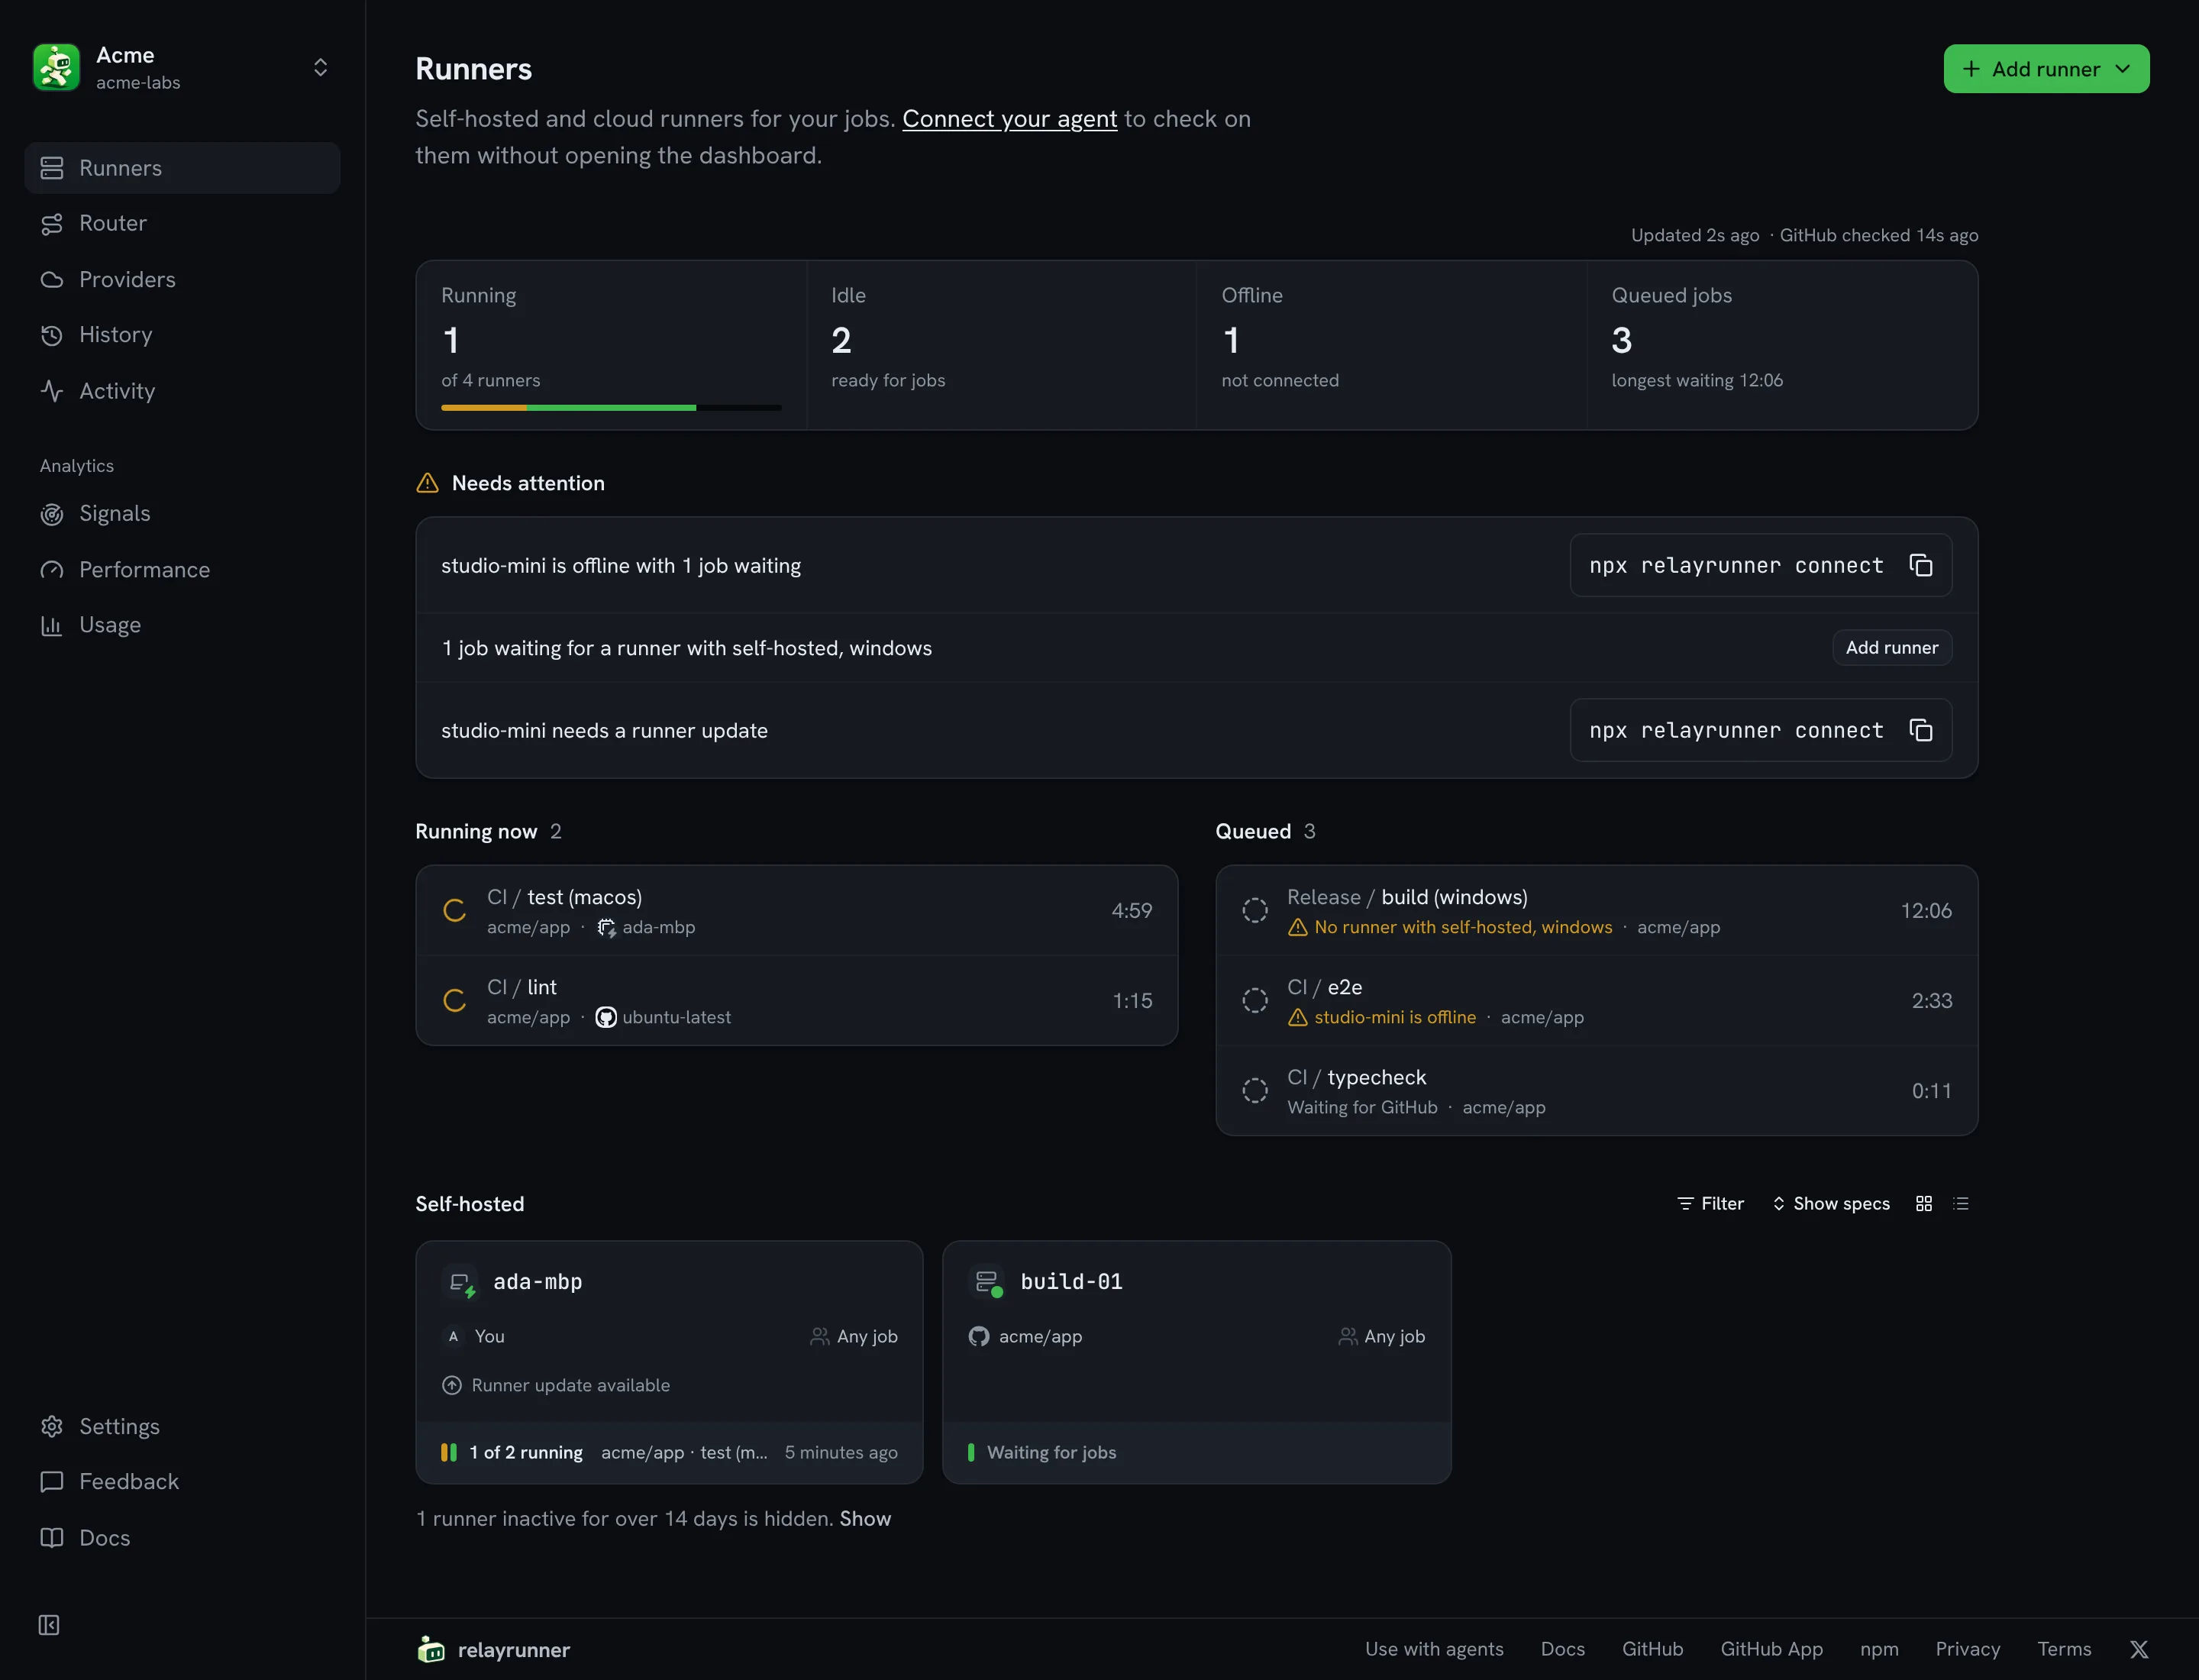 Acme
acme-labs
Runners
Router
Providers
History
Activity
Analytics
Signals
Performance
Usage
Settings
Feedback
Docs
Runners
Add runner
Self-hosted and cloud runners for your jobs. Connect your agent to check on
them without opening the dashboard.
Updated 2s ago · GitHub checked 14s ago
Running
1
of 4 runners
Idle
2
ready for jobs
Offline
1
not connected
Queued jobs
3
longest waiting 12:06
Needs attention
studio-mini is offline with 1 job waiting
npx relayrunner connect
1 job waiting for a runner with self-hosted, windows
Add runner
studio-mini needs a runner update
npx relayrunner connect
Running now 2
CI / test (macos)
acme/app · ada-mbp
4:59
CI / lint
acme/app · ubuntu-latest
1:15
Queued 3
Release / build (windows)
No runner with self-hosted, windows · acme/app
12:06
CI / e2e
studio-mini is offline · acme/app
2:33
CI / typecheck
Waiting for GitHub · acme/app
0:11
Self-hosted
Filter
Show specs
ada-mbp
A You
Any job
Runner update available
1 of 2 running acme/app · test (m... 5 minutes ago
build-01
acme/app
Any job
Waiting for jobs
1 runner inactive for over 14 days is hidden. Show
relayrunner
Use with agents
Docs
GitHub
GitHub App
npm
Privacy
Terms